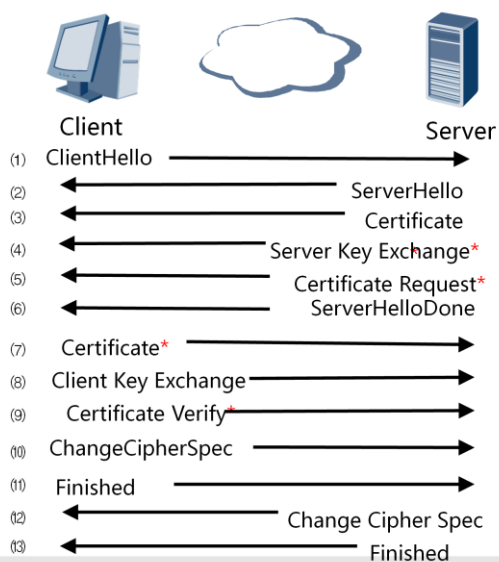 Client
Server
(1) ClientHello
(2) ServerHello
(3) Certificate
(4) Server Key Exchange*
(5) Certificate Request*
(6) ServerHelloDone
(7) Certificate*
(8) Client Key Exchange
(9) Certificate Verify*
(10) ChangeCipherSpec
(11) Finished
(12) Change Cipher Spec
(13) Finished